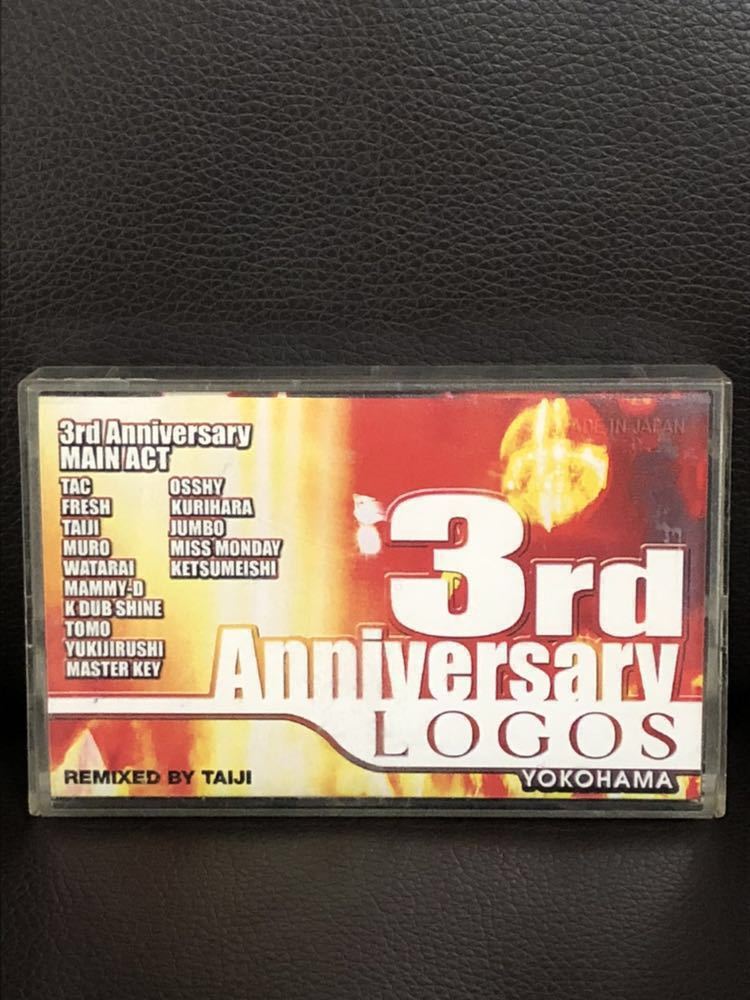 3rd Anniversary
MAIN ACT
TAC
FRESH
TAIJI
MURO
WATARAI
MAMMY-D
K DUB SHINE
TOMO
YUKIJIRUSHI
MASTER KEY
OSSHY
KURIHARA
JUMBO
MISS MONDAY
KETSUMEISHI
MADE IN JAPAN
3rd
Anniversary
LOGOS
YOKOHAMA
REMIXED BY TAIJI